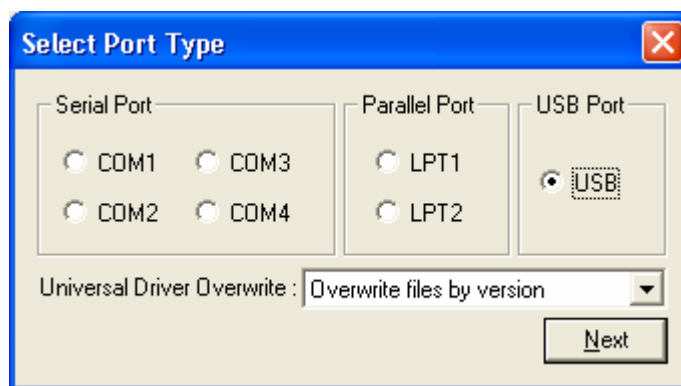 Select Port Type
Serial Port Parallel Port USB Port
COM1 COM3 LPT1 USB
COM2 COM4 LPT2
Universal Driver Overwrite : Overwrite files by version
Next